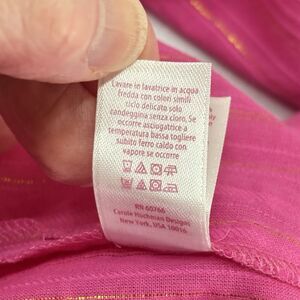 Lavare in lavatrice in acqua
fredda con colori simili
ciclo delicato solo
candeggina senza cloro. Se
occorre asciugatrice a
temperatura bassa togliere
subito ferro caldo con
vapore se occorre
RN 60766
Carole Hochman Designs
New York, USA 10016